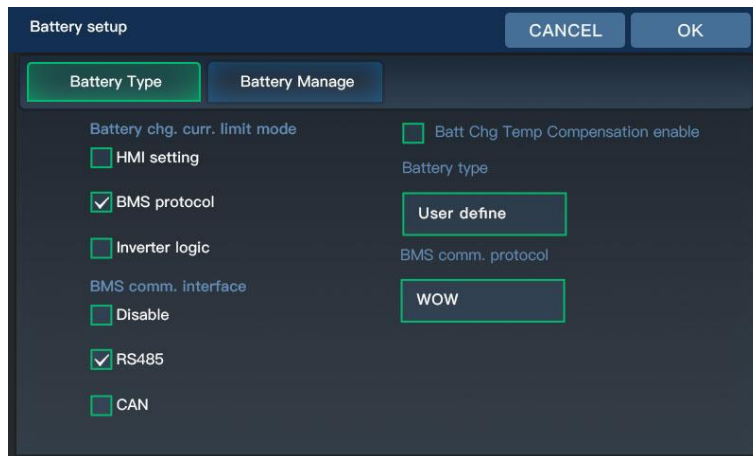 Battery setup
CANCEL
OK
Battery Type
Battery Manage
Battery chg. curr. limit mode
HMI setting
BMS protocol
Inverter logic
BMS comm. interface
Disable
RS485
CAN
Batt Chg Temp Compensation enable
Battery type
User define
BMS comm. protocol
WOW